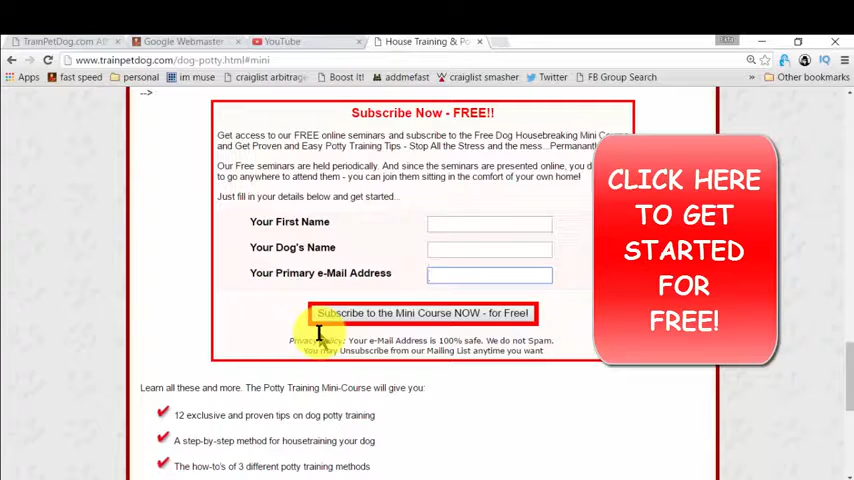 TrainPetDog.com Aff
Google Webmaster
YouTube
House Training & Po
www.trainpetdog.com/dog-potty.html#mini
Apps fast speed personal im muse craiglist arbitrage Boost It! addmefast craiglist smasher Twitter FB Group Search » Other bookmarks
-->
Subscribe Now - FREE!!
Get access to our FREE online seminars and subscribe to the Free Dog Housebreaking Mini
and Get Proven and Easy Potty Training Tips - Stop All the Stress and the mess...Permanantly
Our Free seminars are held periodically. And since the seminars are presented online, you
to go anywhere to attend them - you can join them sitting in the comfort of your own home!
Just fill in your details below and get started...
Your First Name
Your Dog's Name
Your Primary e-Mail Address
Subscribe to the Mini Course NOW - for Free!
Privacy Policy: Your e-Mail Address is 100% safe. We do not Spam.
You may Unsubscribe from our Mailing List anytime you want
CLICK HERE
TO GET
STARTED
FOR
FREE!
Learn all these and more. The Potty Training Mini-Course will give you:
12 exclusive and proven tips on dog potty training
A step-by-step method for housetraining your dog
The how-to's of 3 different potty training methods